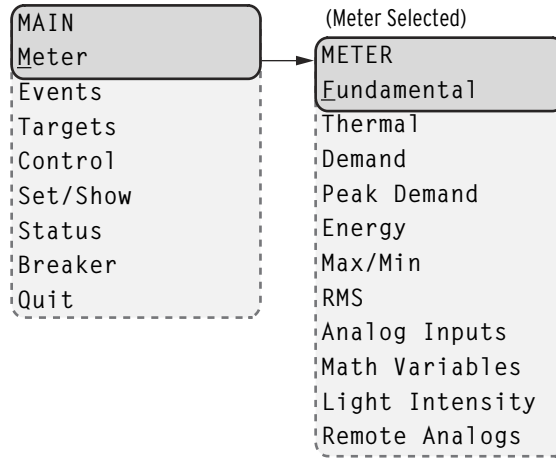 MAIN
Meter
Events
Targets
Control
Set/Show
Status
Breaker
Quit
(Meter Selected)
METER
Fundamental
Thermal
Demand
Peak Demand
Energy
Max/Min
RMS
Analog Inputs
Math Variables
Light Intensity
Remote Analogs